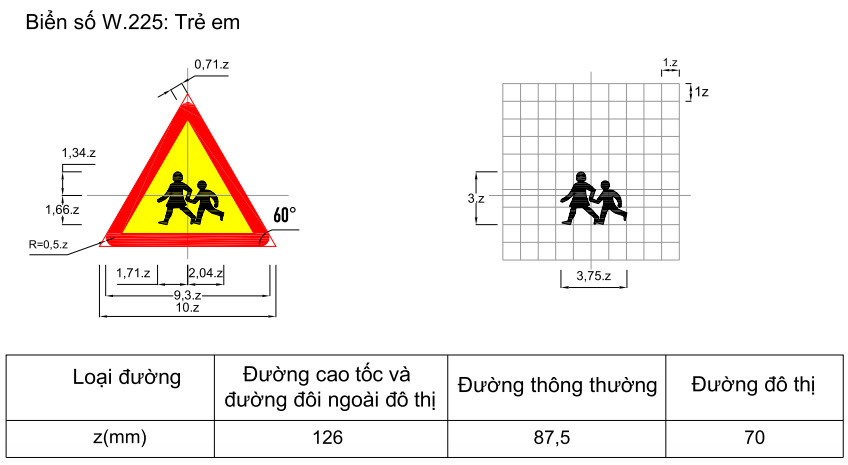 Biển số W.225: Trẻ em
0,71.z
1,34.z
1,66.z
60°
R=0,5.z
1,71.z
2,04.z
9,3.z
10.z
1.z
1z
3,z
3,75.z
Loại đường
Đường cao tốc và
đường đôi ngoài đô thị
Đường thông thường
Đường đô thị
z(mm)
126
87,5
70